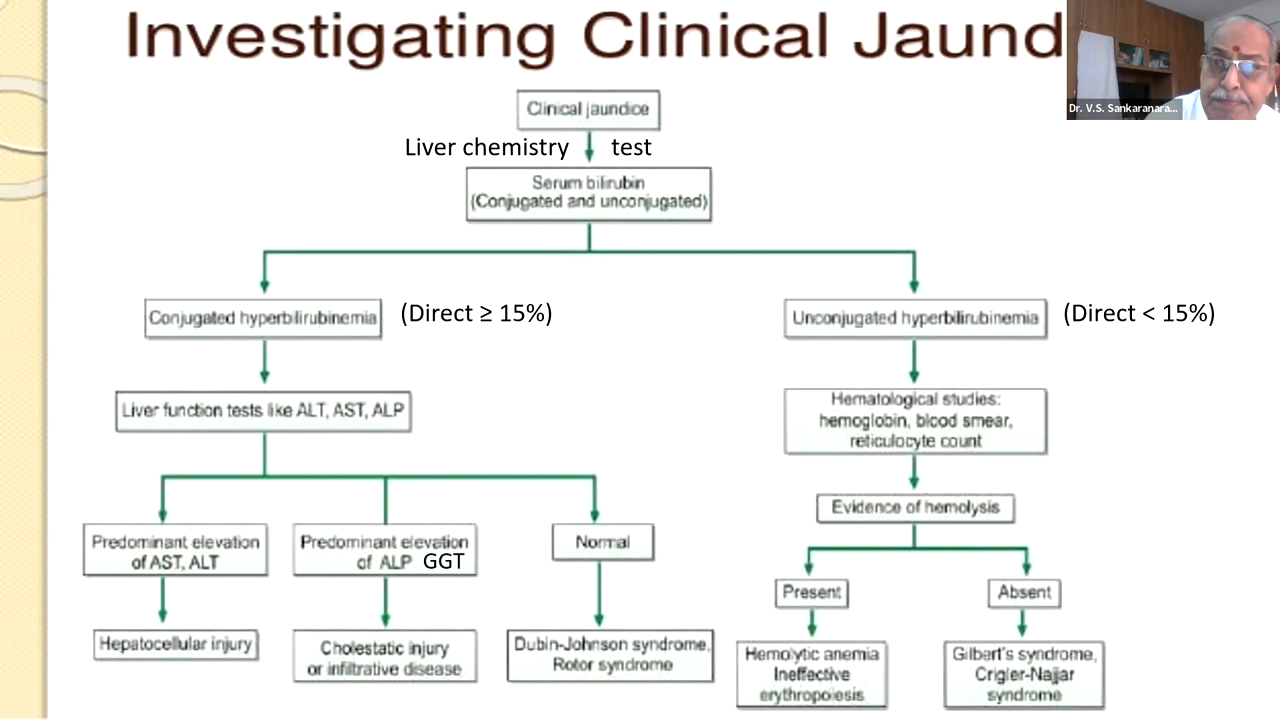 Investigating Clinical Jaund
Dr. V.S. Sankaranara...
Clinical jaundice
Liver chemistry test
Serum bilirubin
(Conjugated and unconjugated)
Conjugated hyperbilirubinemia
(Direct ≥ 15%)
Unconjugated hyperbilirubinemia
(Direct < 15%)
Liver function tests like ALT, AST, ALP
Hematological studies:
hemoglobin, blood smear,
reticulocyte count
Evidence of hemolysis
Predominant elevation
of AST, ALT
Predominant elevation
of ALP GGT
Normal
Present
Absent
Hepatocellular injury
Cholestatic injury
or infiltrative disease
Dubin-Johnson syndrome,
Rotor syndrome
Hemolytic anemia
Ineffective
erythropoiesis
Gilbert's syndrome,
Crigler-Najjar
syndrome